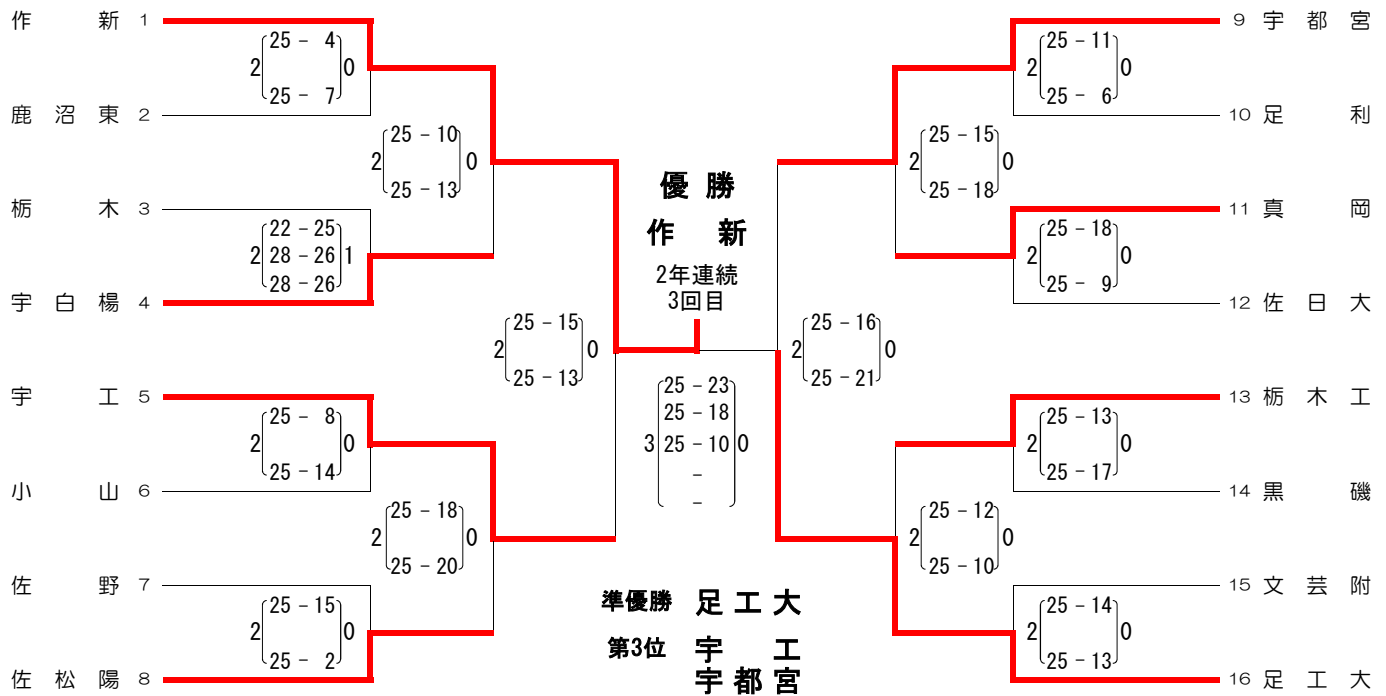 作新 1
25 - 4
2 0
25 - 7
鹿沼東 2
25 - 10
2 0
25 - 13
栃木 3
22 - 25
2 28 - 26 1
28 - 26
宇白楊 4
25 - 15
2 0
25 - 13
宇工 5
25 - 8
2 0
25 - 14
小山 6
25 - 18
2 0
25 - 20
佐野 7
25 - 15
2 0
25 - 2
佐松陽 8
優勝
作新
2年連続
3回目
25 - 23
25 - 18
3 25 - 10 0
-
-
準優勝 足工大
第3位 宇工
宇都宮
9 宇都宮
25 - 11
2 0
25 - 6
10 足利
25 - 15
2 0
25 - 18
11 真岡
25 - 18
2 0
25 - 9
12 佐日大
25 - 16
2 0
25 - 21
13 栃木工
25 - 13
2 0
25 - 17
14 黒磯
25 - 12
2 0
25 - 10
15 文芸附
25 - 14
2 0
25 - 13
16 足工大